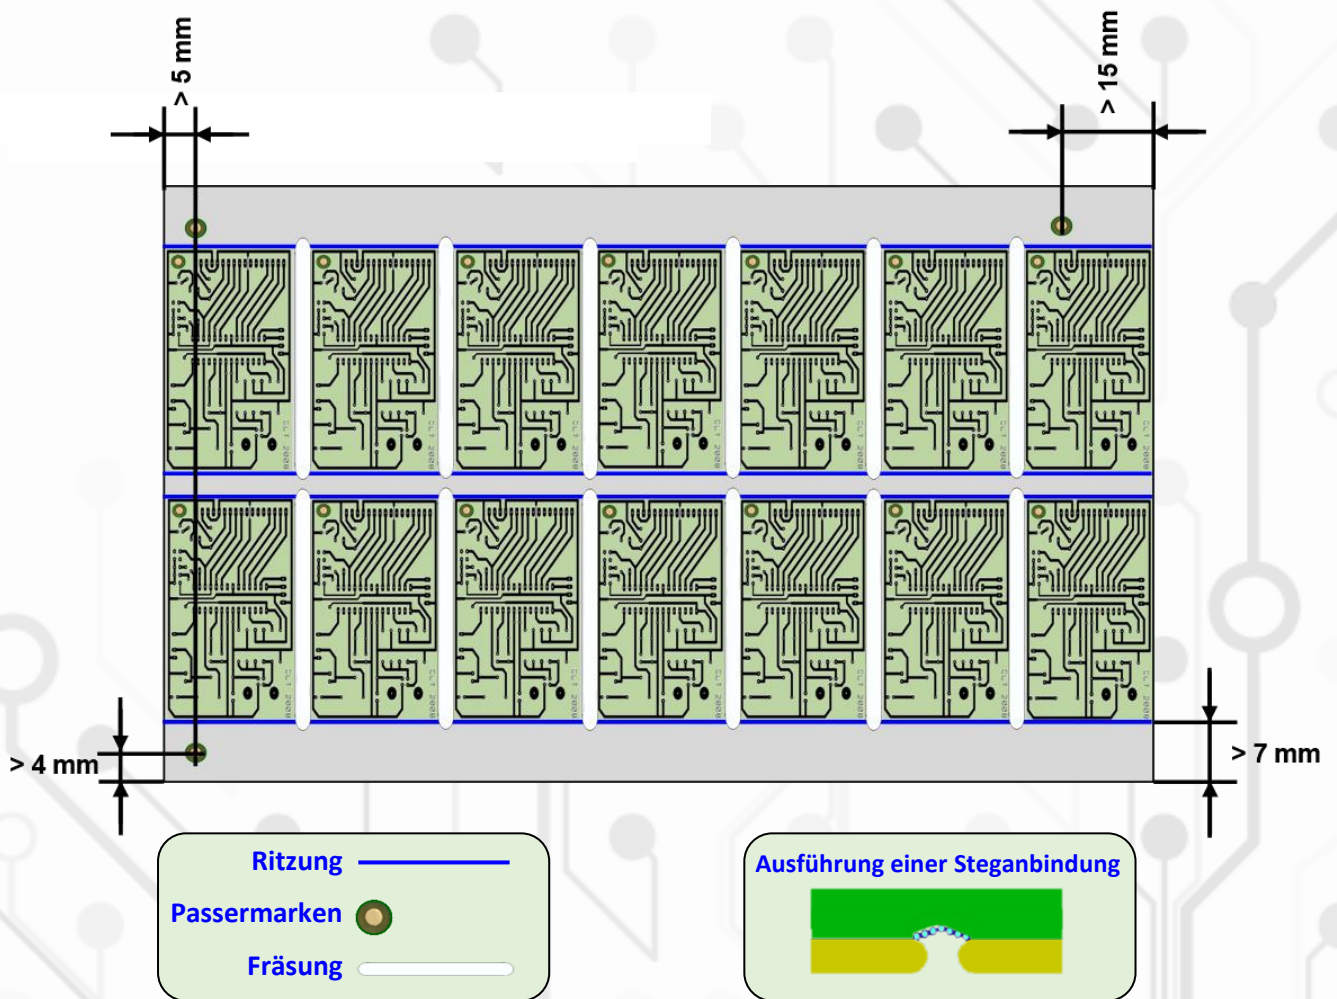 > 5 mm
> 15 mm
> 4 mm
> 7 mm
Ritzung
Passermarken
Fräsung
Ausführung einer Steganbindung